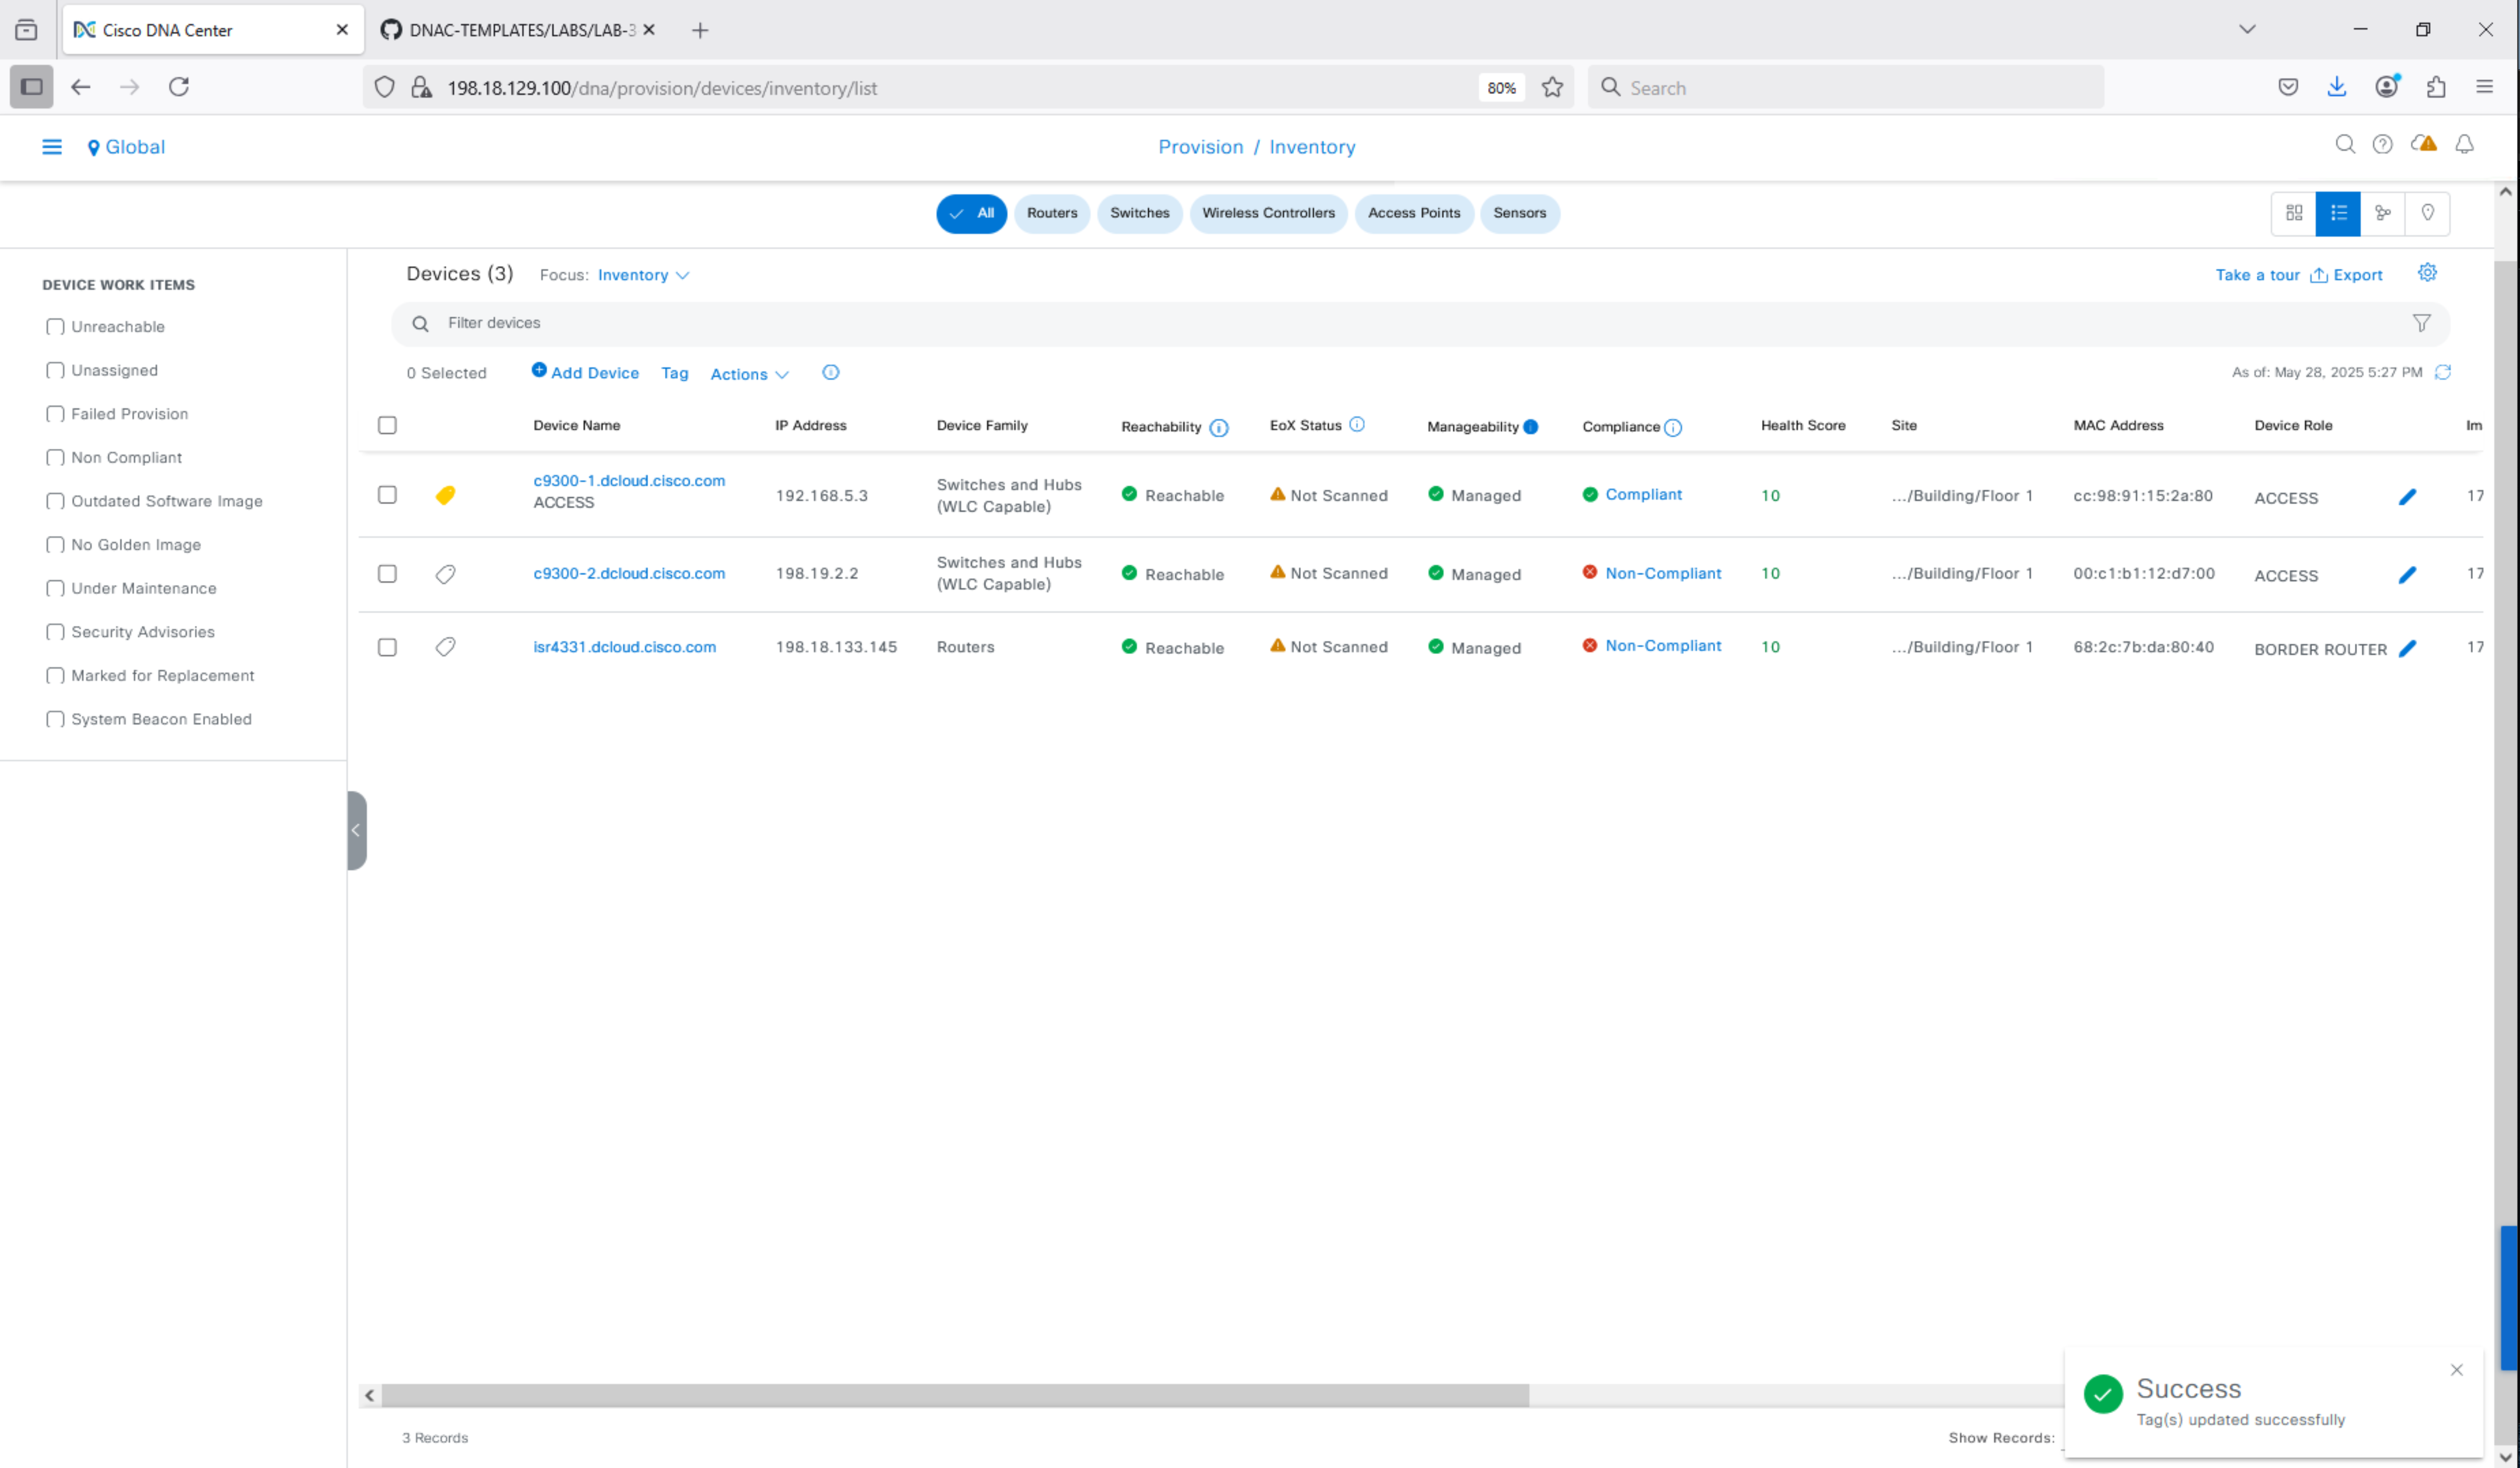 Cisco DNA Center
DNAC-TEMPLATES/LABS/LAB-3
198.18.129.100/dna/provision/devices/inventory/list
80%
Search
Global
Provision / Inventory
All
Routers
Switches
Wireless Controllers
Access Points
Sensors
DEVICE WORK ITEMS
Unreachable
Unassigned
Failed Provision
Non Compliant
Outdated Software Image
No Golden Image
Under Maintenance
Security Advisories
Marked for Replacement
System Beacon Enabled
Devices (3) Focus: Inventory
Take a tour Export
Filter devices
0 Selected Add Device Tag Actions
As of: May 28, 2025 5:27 PM
Device Name IP Address Device Family Reachability EoX Status Manageability Compliance Health Score Site MAC Address Device Role Im
c9300-1.dcloud.cisco.com
ACCESS
192.168.5.3
Switches and Hubs
(WLC Capable)
Reachable Not Scanned Managed Compliant 10 .../Building/Floor 1 cc:98:91:15:2a:80 ACCESS 17
c9300-2.dcloud.cisco.com 198.19.2.2
Switches and Hubs
(WLC Capable)
Reachable Not Scanned Managed Non-Compliant 10 .../Building/Floor 1 00:c1:b1:12:d7:00 ACCESS 17
isr4331.dcloud.cisco.com 198.18.133.145 Routers Reachable Not Scanned Managed Non-Compliant 10 .../Building/Floor 1 68:2c:7b:da:80:40 BORDER ROUTER 17
3 Records
Show Records:
Success
Tag(s) updated successfully